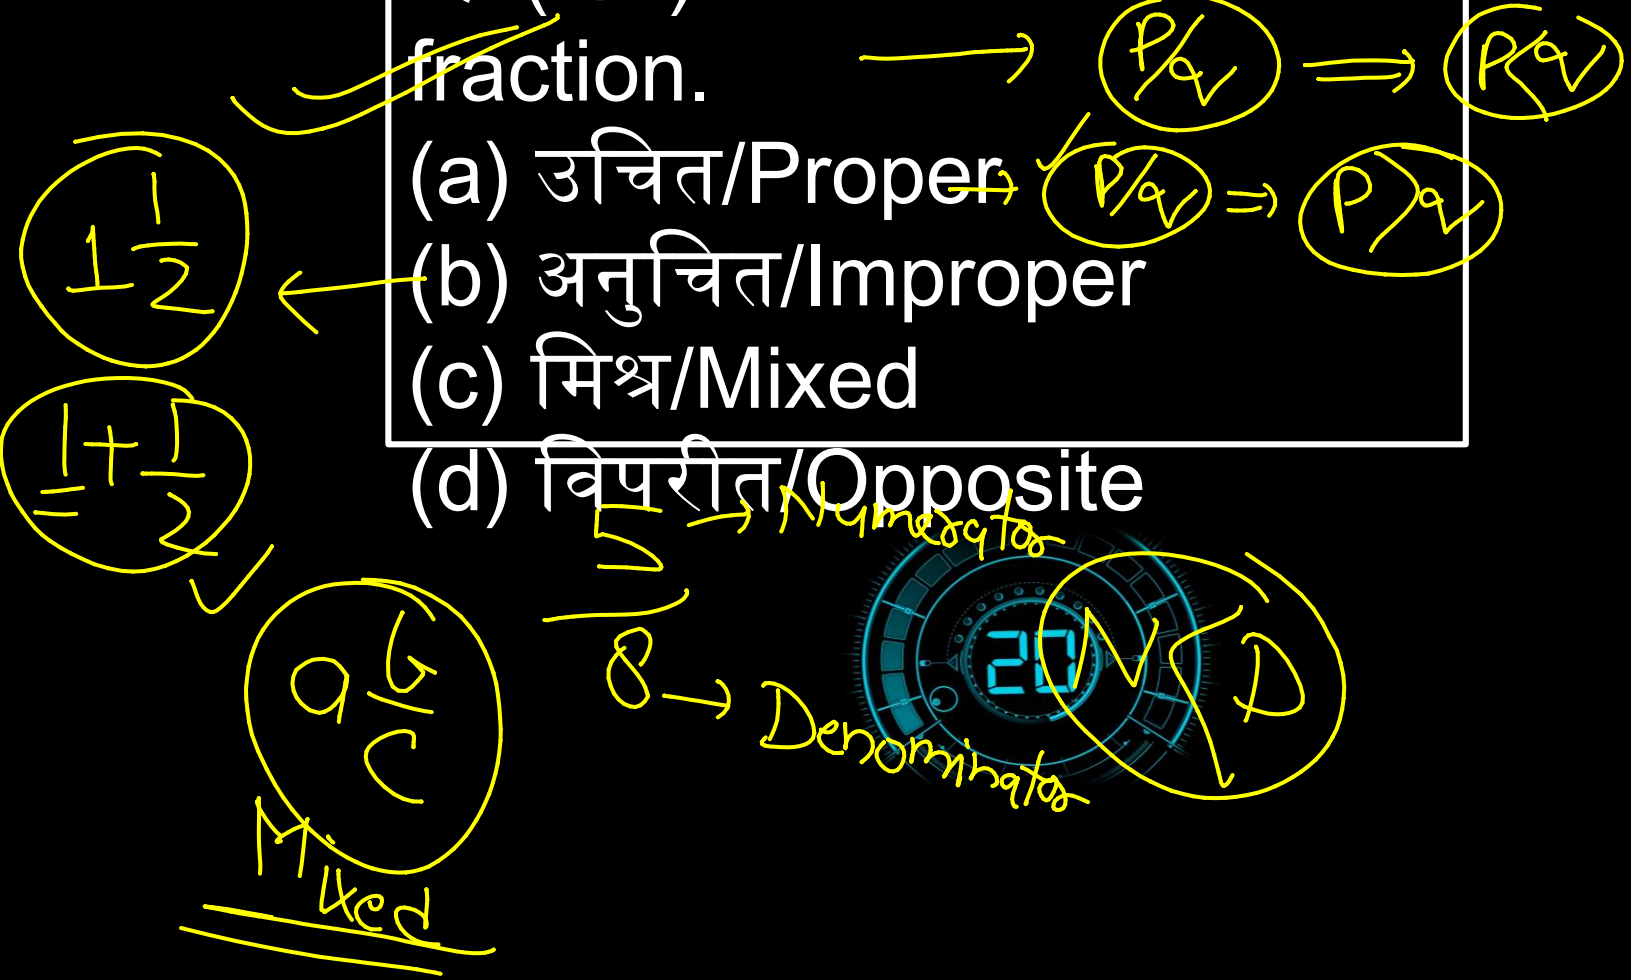 fraction.
P/q ⇒ P<q
(a) उचित/Proper → P/q ⇒ P>q
1 1/2
(b) अनुचित/Improper
(c) मिश्र/Mixed
1 + 1/2
(d) विपरीत/Opposite
5 → Numerator
8 → Denominator
N<D
a b/c
Mixed
20